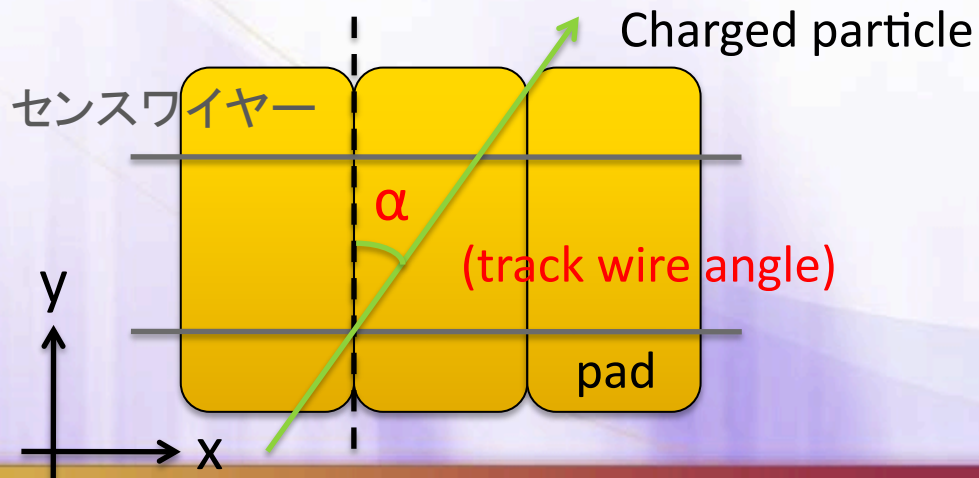 Charged particle
センスワイヤー
α
(track wire angle)
y
pad
x